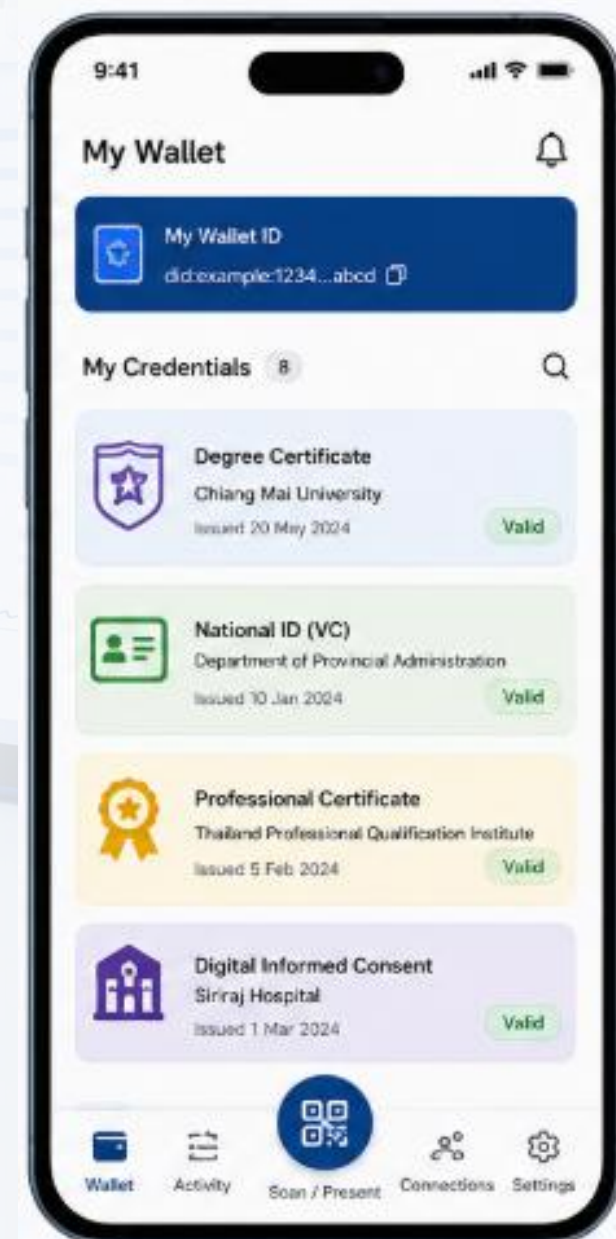 9:41
My Wallet
My Wallet ID
did:example:1234...abcd
My Credentials 8
Degree Certificate
Chiang Mai University
Issued 20 May 2024
Valid
National ID (VC)
Department of Provincial Administration
Issued 10 Jan 2024
Valid
Professional Certificate
Thailand Professional Qualification Institute
Issued 5 Feb 2024
Valid
Digital Informed Consent
Siriraj Hospital
Issued 1 Mar 2024
Valid
Wallet
Activity
Scan / Present
Connections
Settings